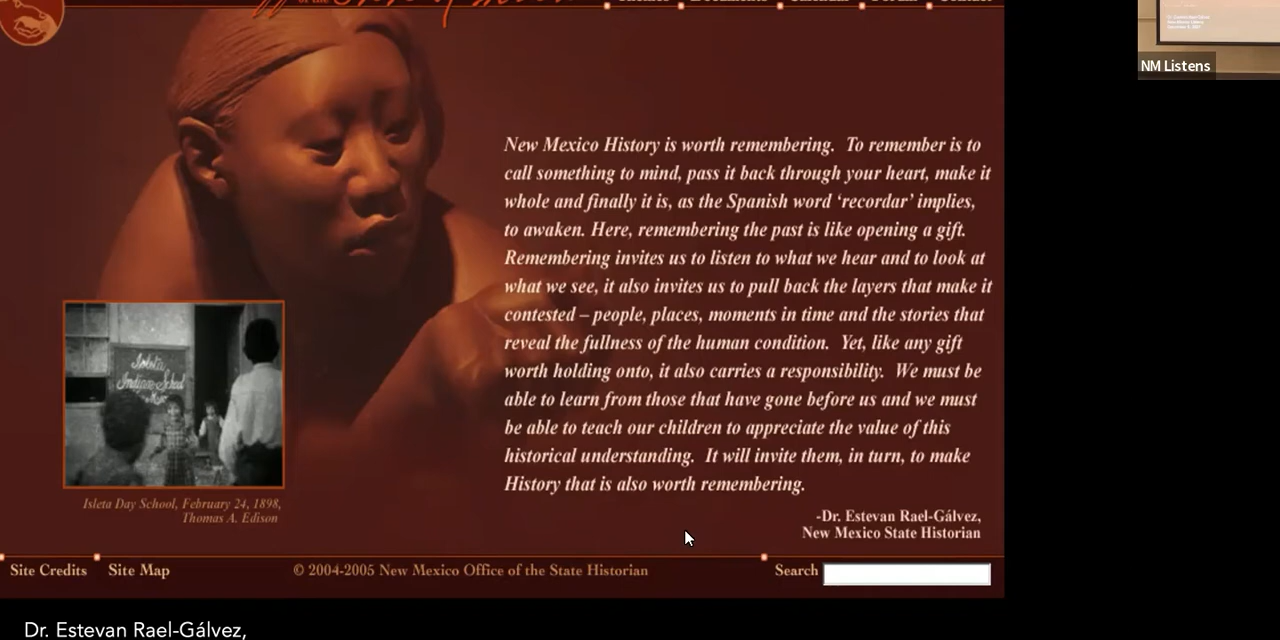 of the
NM Listens
New Mexico History is worth remembering. To remember is to
call something to mind, pass it back through your heart, make it
whole and finally it is, as the Spanish word ‘recordar’ implies,
to awaken. Here, remembering the past is like opening a gift.
Remembering invites us to listen to what we hear and to look at
what we see, it also invites us to pull back the layers that make it
contested – people, places, moments in time and the stories that
reveal the fullness of the human condition. Yet, like any gift
worth holding onto, it also carries a responsibility. We must be
able to learn from those that have gone before us and we must
be able to teach our children to appreciate the value of this
historical understanding. It will invite them, in turn, to make
History that is also worth remembering.
-Dr. Estevan Rael-Gálvez,
New Mexico State Historian
Isleta
Indian School
Isleta Day School, February 24, 1898,
Thomas A. Edison
Site Credits
Site Map
© 2004-2005 New Mexico Office of the State Historian
Search
Dr. Estevan Rael-Gálvez,